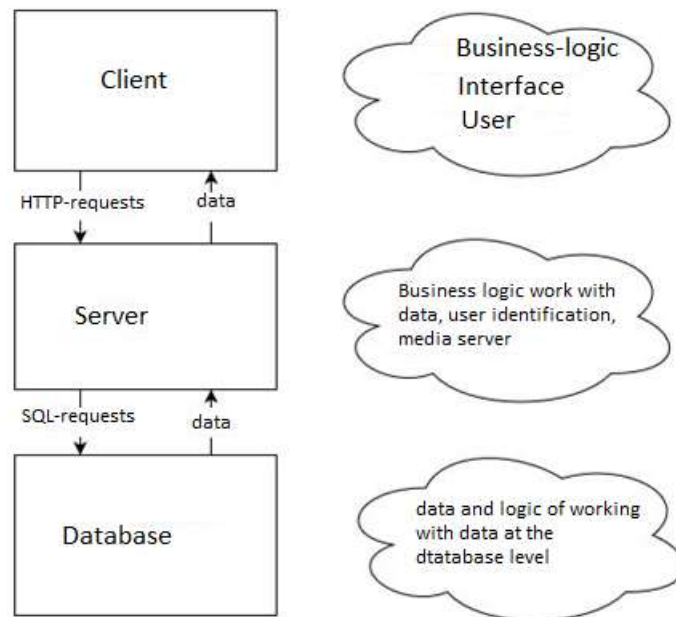 Client
Business-logic
Interface
User
HTTP-requests
data
Server
Business logic work with
data, user identification,
media server
SQL-requests
data
Database
data and logic of working
with data at the
dtatabase level